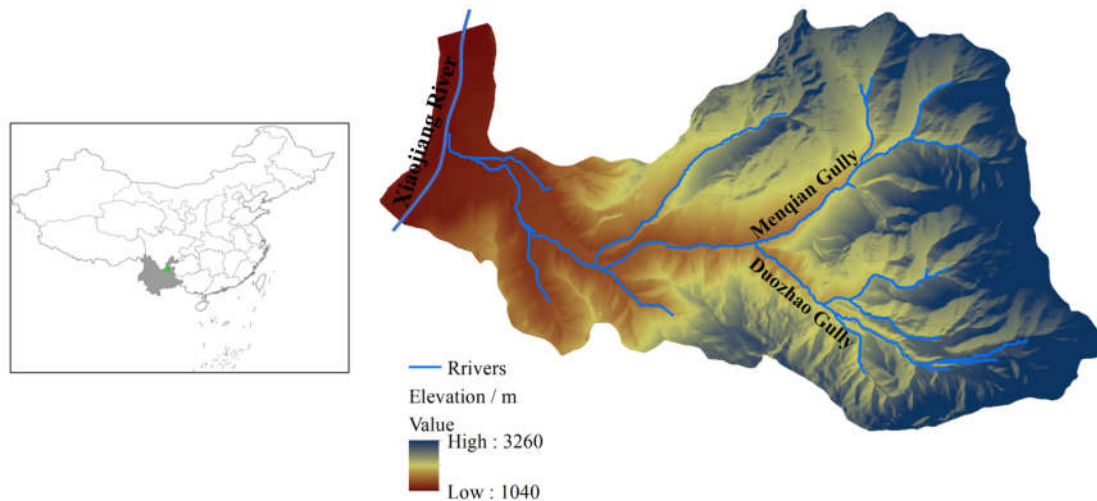 Xiaojiang River
Menqian Gully
Duozhao Gully
Rrivers
Elevation / m
Value
High : 3260
Low : 1040